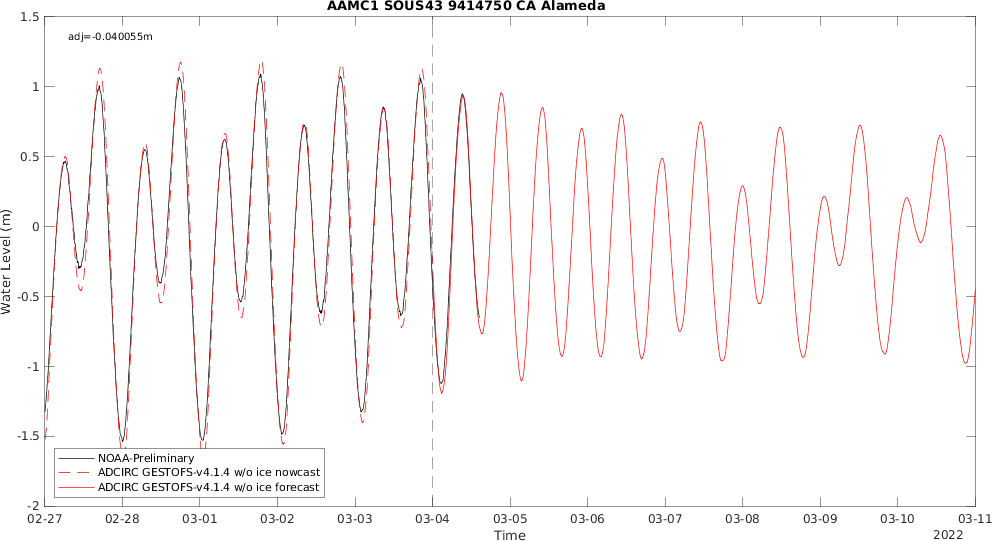 AAMC1 SOUS43 9414750 CA Alameda
adj=-0.040055m
1.5
1
0.5
0
-0.5
-1
-1.5
-2
Water Level (m)
NOAA-Preliminary
ADCIRC GESTOFS-v4.1.4 w/o ice nowcast
ADCIRC GESTOFS-v4.1.4 w/o ice forecast
02-27 02-28 03-01 03-02 03-03 03-04 03-05 03-06 03-07 03-08 03-09 03-10 03-11
Time
2022